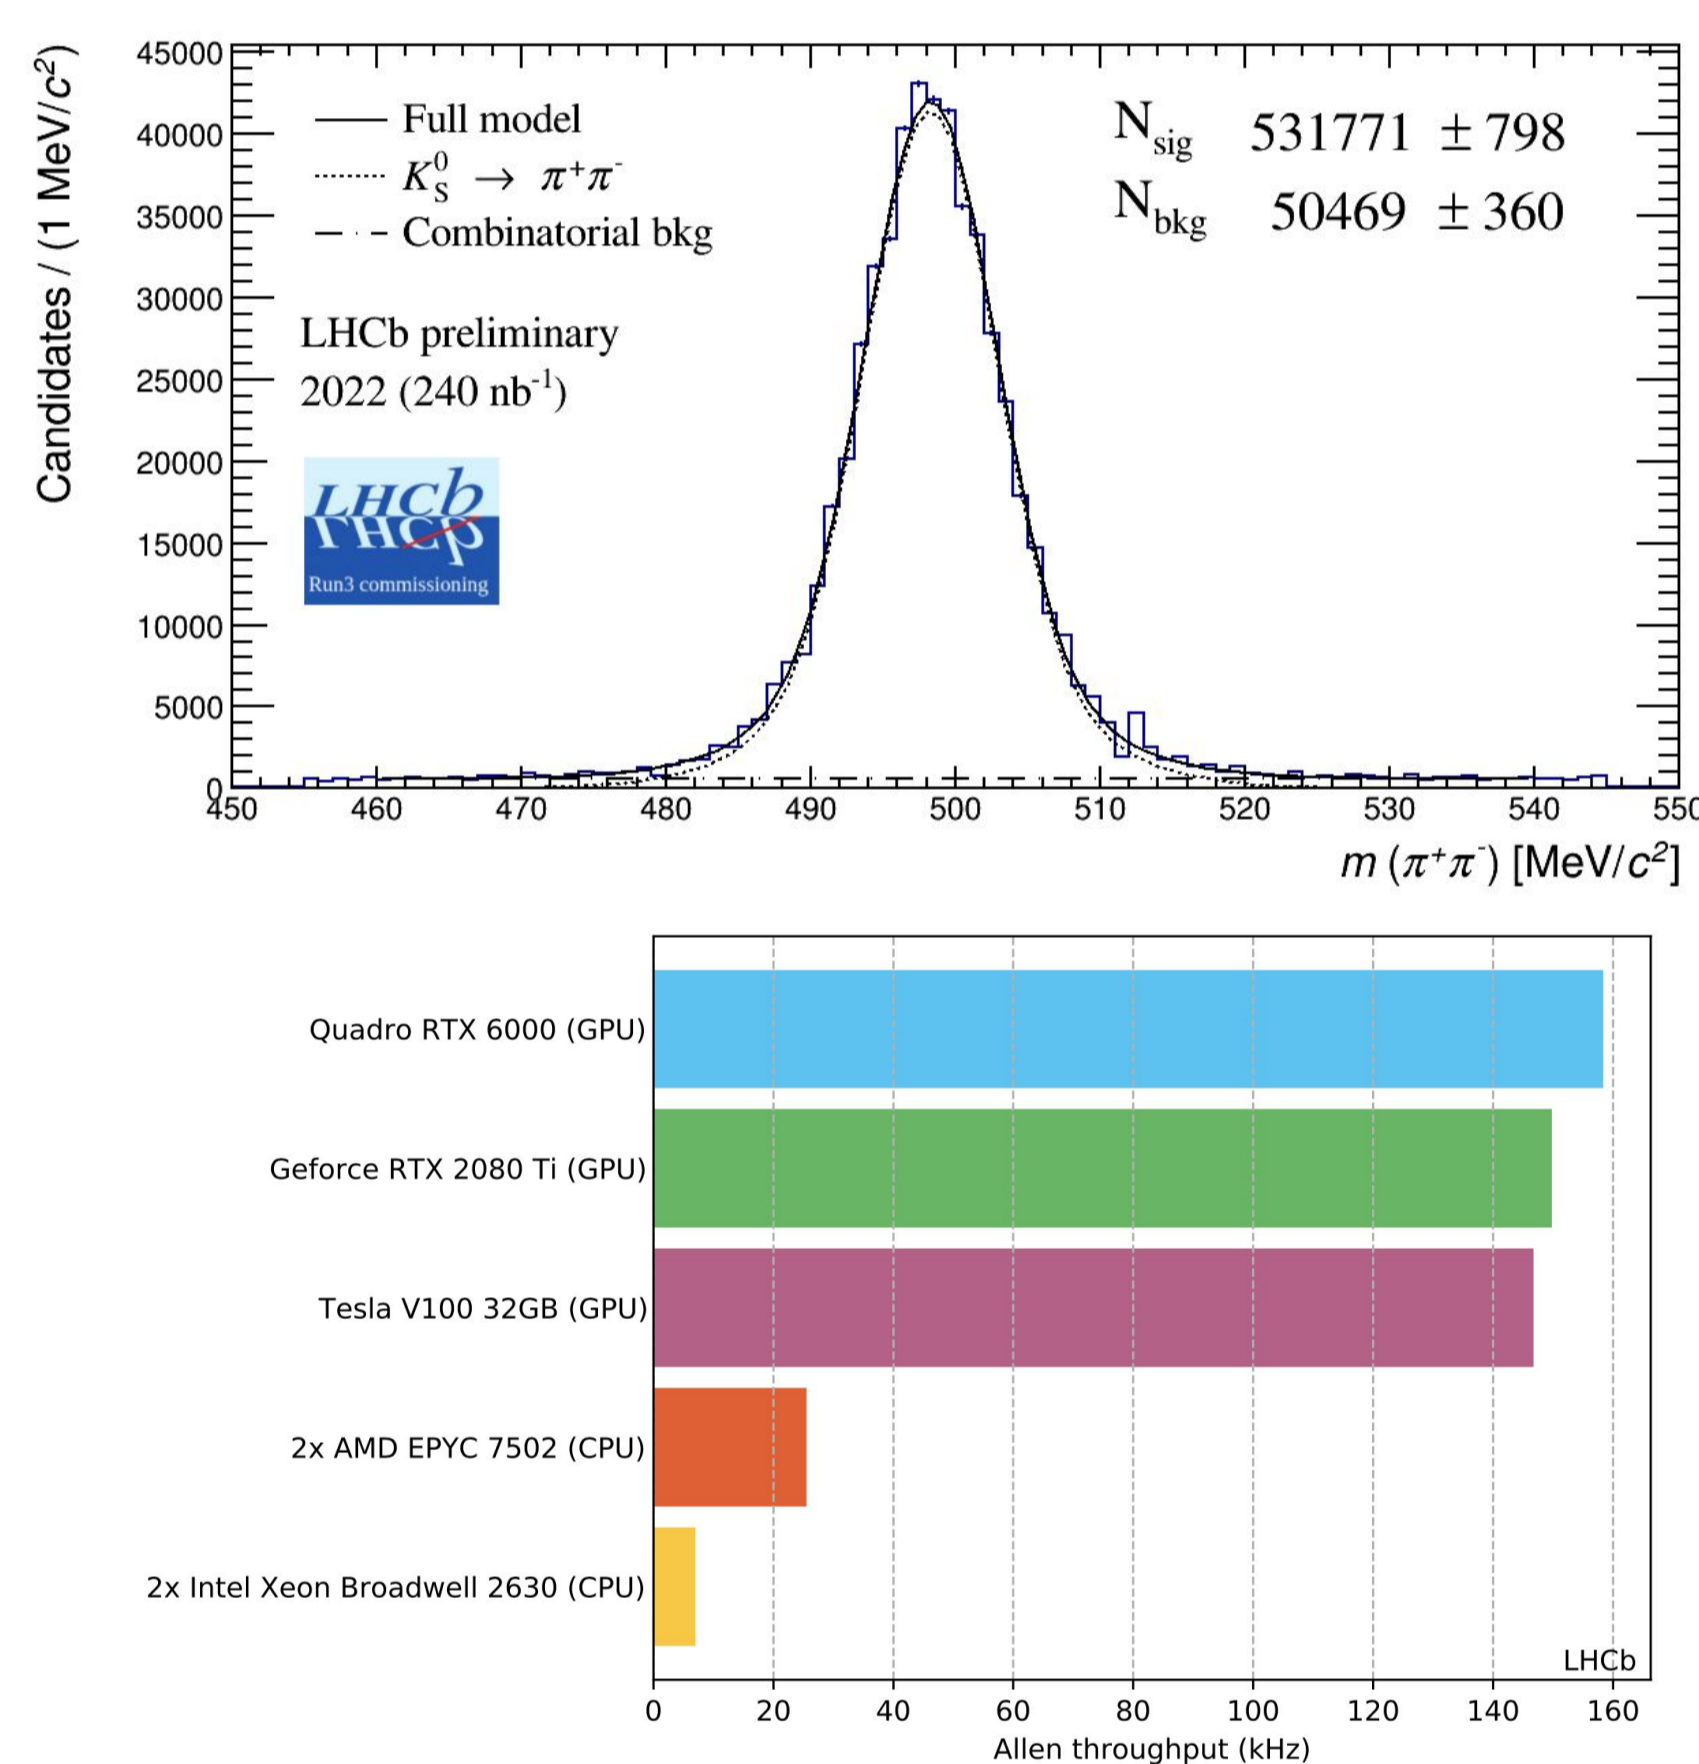 Candidates / (1 MeV/c²)
45000
40000
35000
30000
25000
20000
15000
10000
5000
0
Full model
K⁰S → π⁺π⁻
Combinatorial bkg
LHCb preliminary
2022 (240 nb⁻¹)
LHCb
LHCb
Run3 commissioning
Nsig 531771 ± 798
Nbkg 50469 ± 360
450 460 470 480 490 500 510 520 530 540 550
m (π⁺π⁻) [MeV/c²]
Quadro RTX 6000 (GPU)
Geforce RTX 2080 Ti (GPU)
Tesla V100 32GB (GPU)
2x AMD EPYC 7502 (CPU)
2x Intel Xeon Broadwell 2630 (CPU)
LHCb
0 20 40 60 80 100 120 140 160
Allen throughput (kHz)